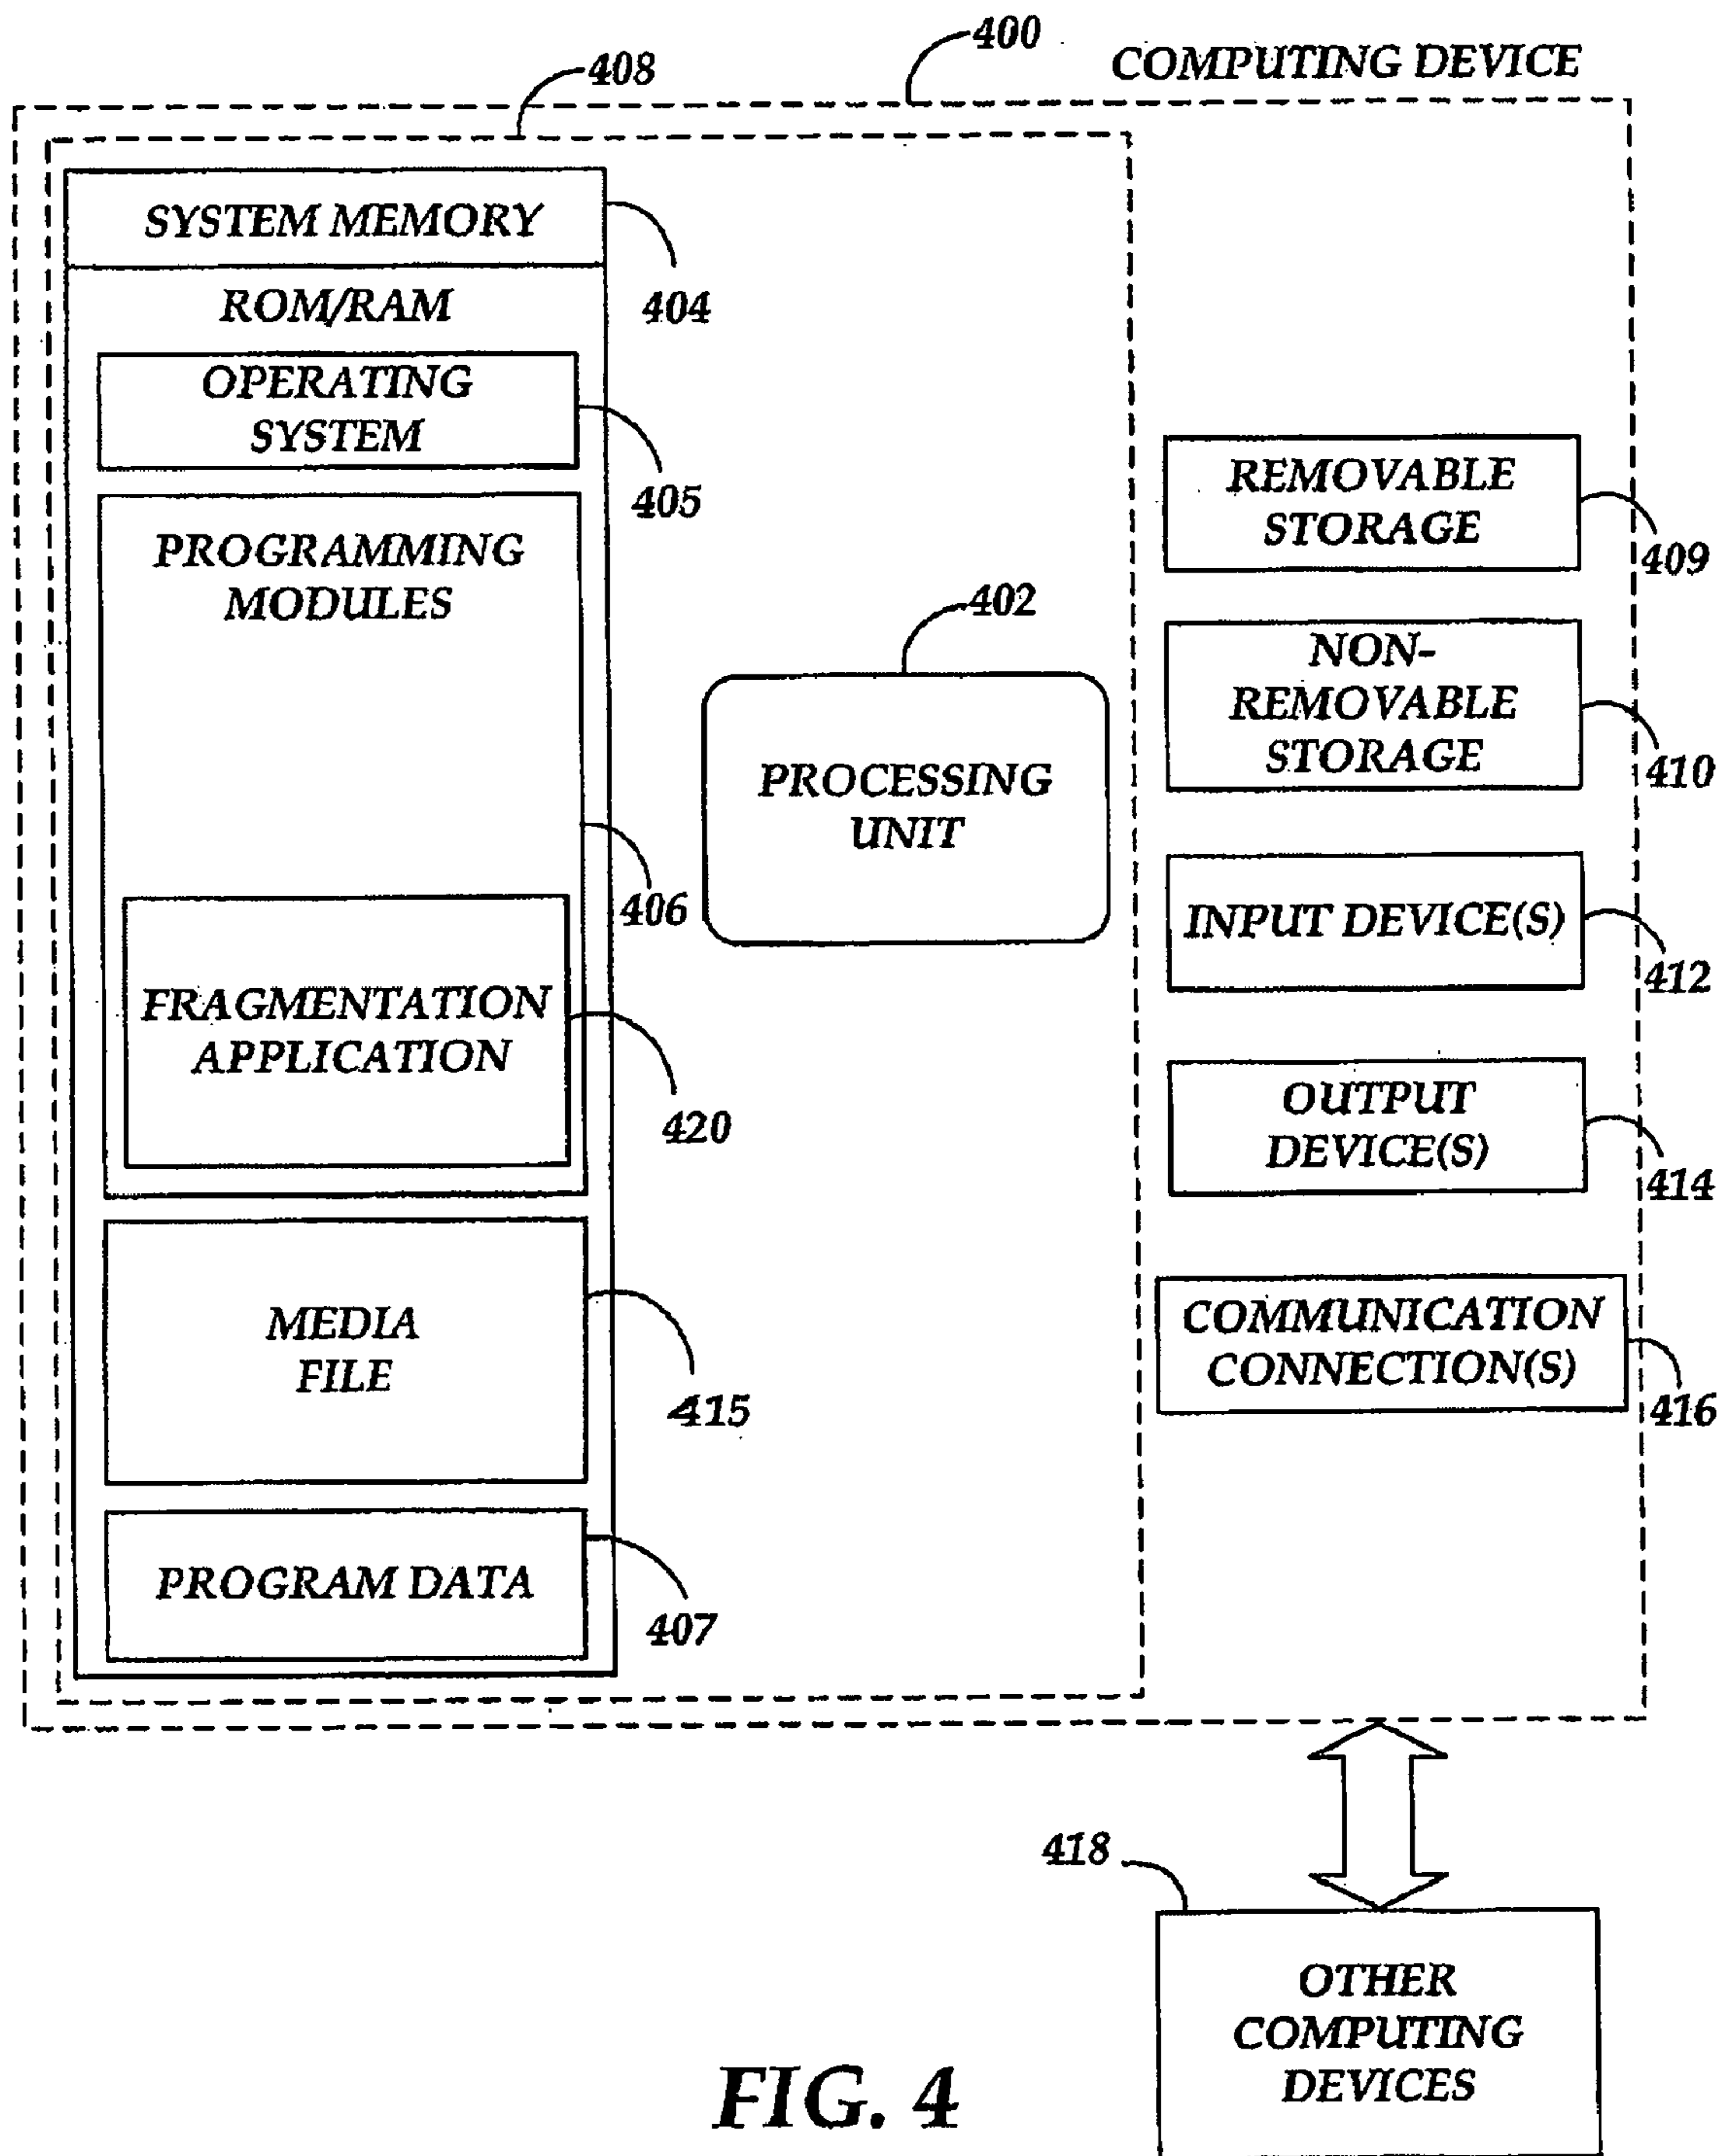 400
COMPUTING DEVICE
408
SYSTEM MEMORY
404
ROM/RAM
OPERATING
SYSTEM
405
PROGRAMMING
MODULES
406
FRAGMENTATION
APPLICATION
420
MEDIA
FILE
415
PROGRAM DATA
407
402
PROCESSING
UNIT
REMOVABLE
STORAGE
409
NON-
REMOVABLE
STORAGE
410
INPUT DEVICE(S)
412
OUTPUT
DEVICE(S)
414
COMMUNICATION
CONNECTION(S)
416
418
OTHER
COMPUTING
DEVICES
FIG. 4